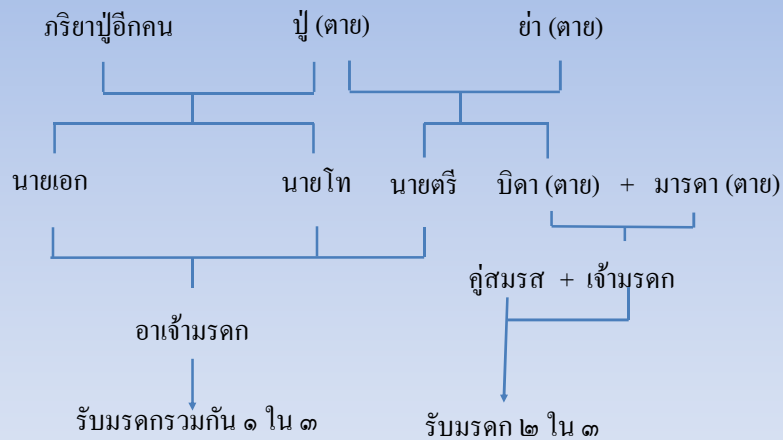 ภริยาปู่อีกคน ปู่ (ตาย) ย่า (ตาย)
นายเอก นายโท นายตรี บิดา (ตาย) + มารดา (ตาย)
คู่สมรส + เจ้ามรดก
อาเจ้ามรดก
รับมรดกรวมกัน ๑ ใน ๓ รับมรดก ๒ ใน ๓